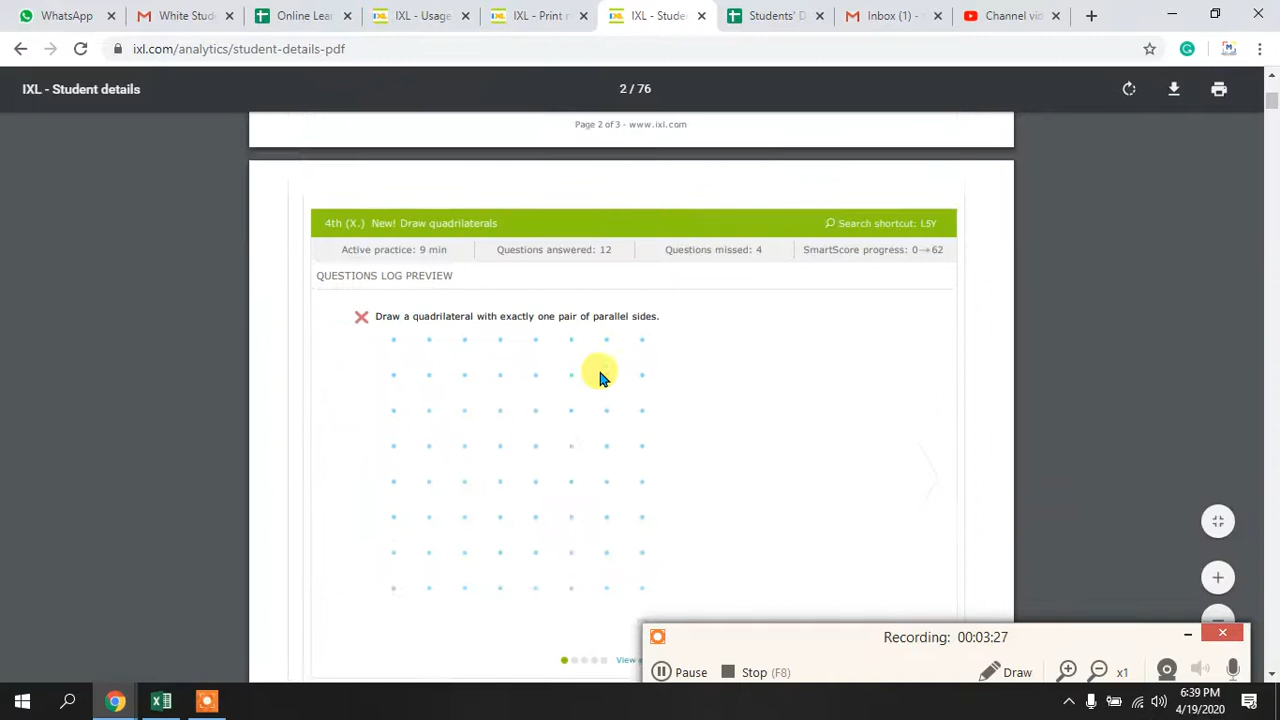 WhatsApp
White Stud
Online Lear
IXL - Usage
IXL - Print r
IXL - Stude
Students'
Inbox (1) -
Channel vi
ixl.com/analytics/student-details-pdf
IXL - Student details
2 / 76
Page 2 of 3 - www.ixl.com
4th (X.) New! Draw quadrilaterals
Search shortcut: L5Y
Active practice: 9 min
Questions answered: 12
Questions missed: 4
SmartScore progress: 0→62
QUESTIONS LOG PREVIEW
Draw a quadrilateral with exactly one pair of parallel sides.
View
Recording: 00:03:27
Pause
Stop (F8)
Draw
x1
6:39 PM
4/19/2020